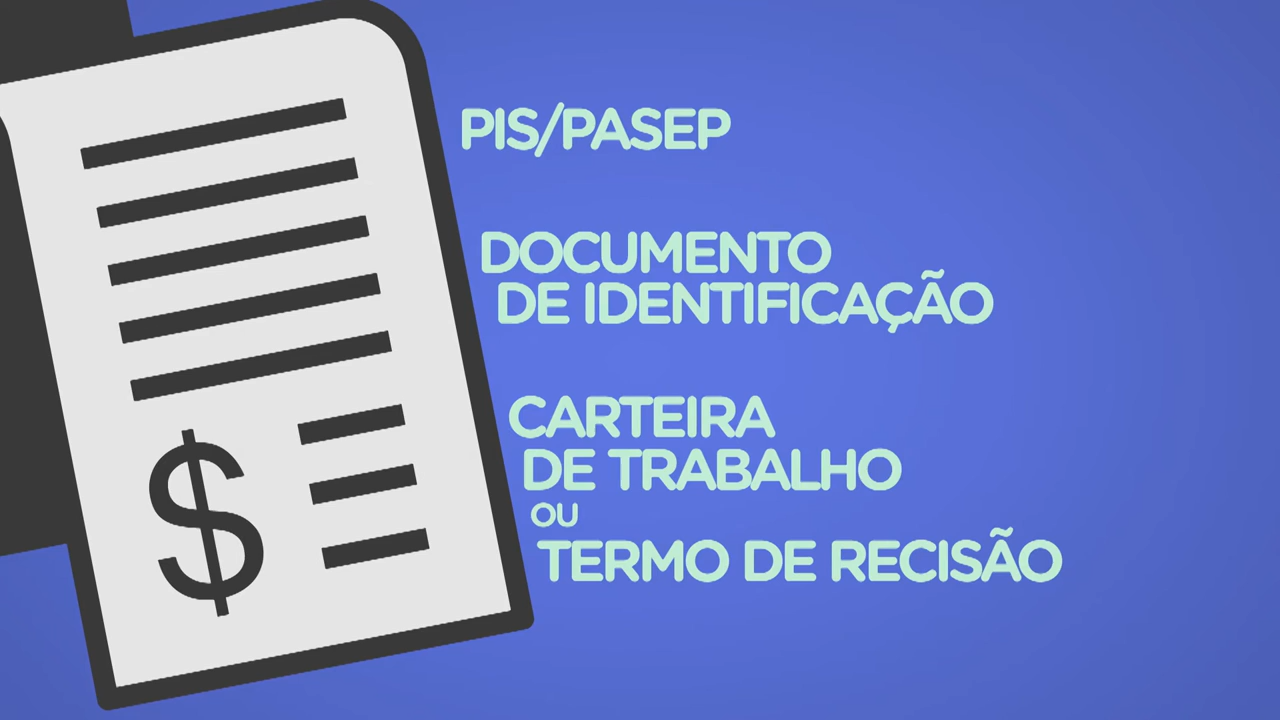 PIS/PASEP
DOCUMENTO
DE IDENTIFICAÇÃO
CARTEIRA
DE TRABALHO
OU
TERMO DE RECISÃO
$